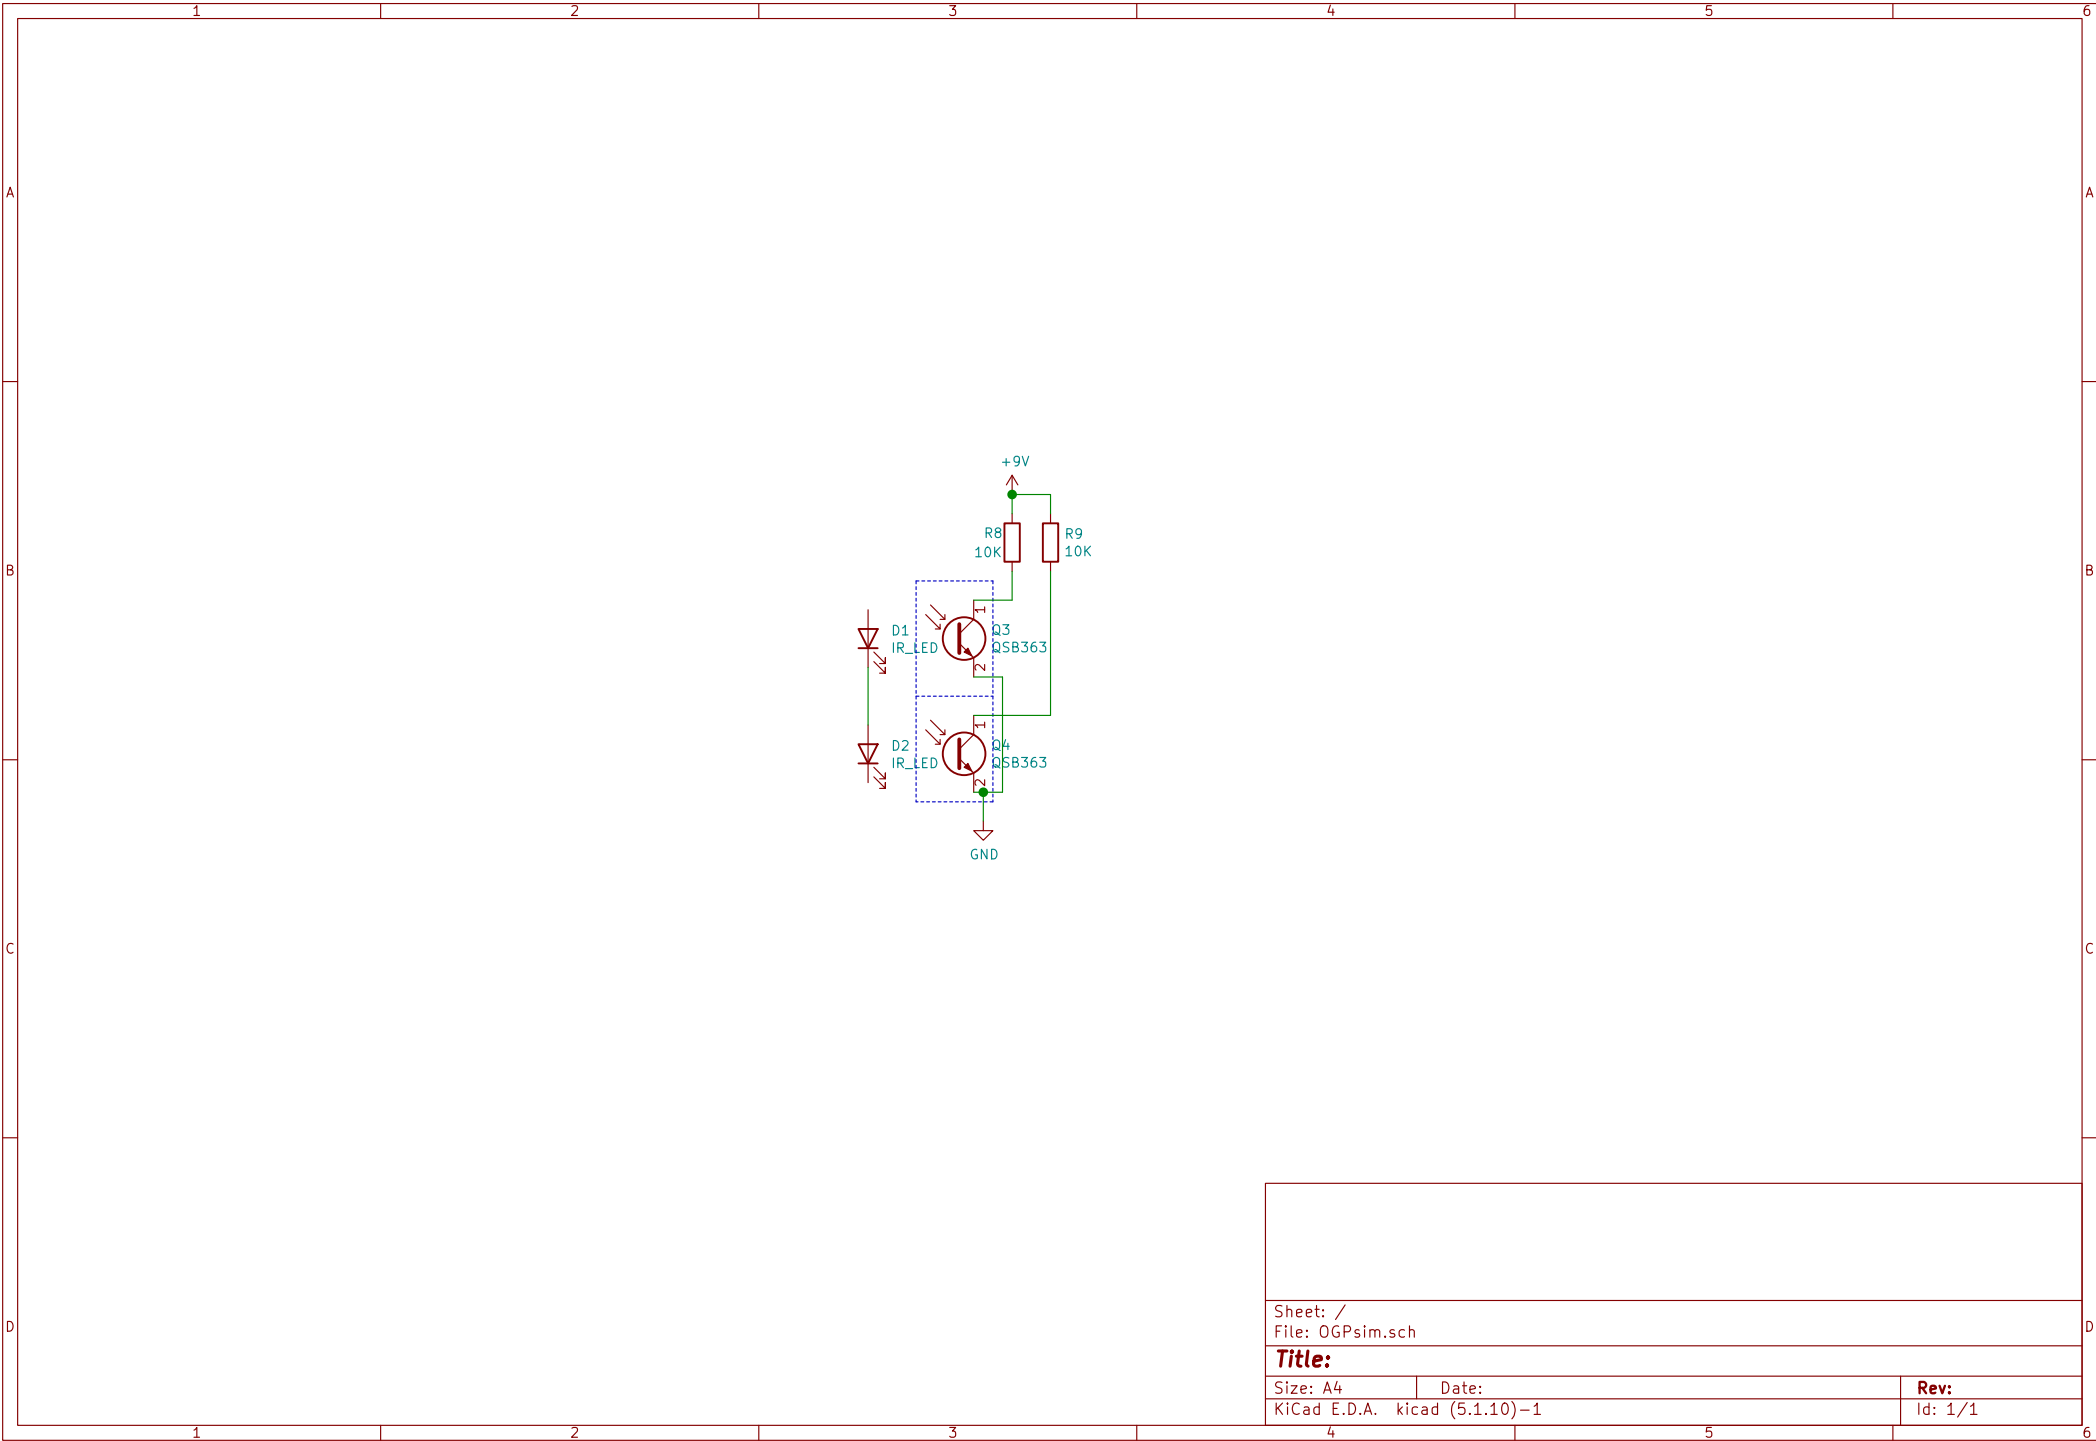 1 2 3 4 5 6
A A
+9V
R8
10K
R9
10K
B B
1
D1
IR_LED
Q3
QSB363
2
1
D2
IR_LED
Q4
QSB363
2
GND
C C
Sheet: /
File: OGPsim.sch
D D
Title:
Size: A4 Date: Rev:
KiCad E.D.A. kicad (5.1.10)-1 Id: 1/1
1 2 3 4 5 6